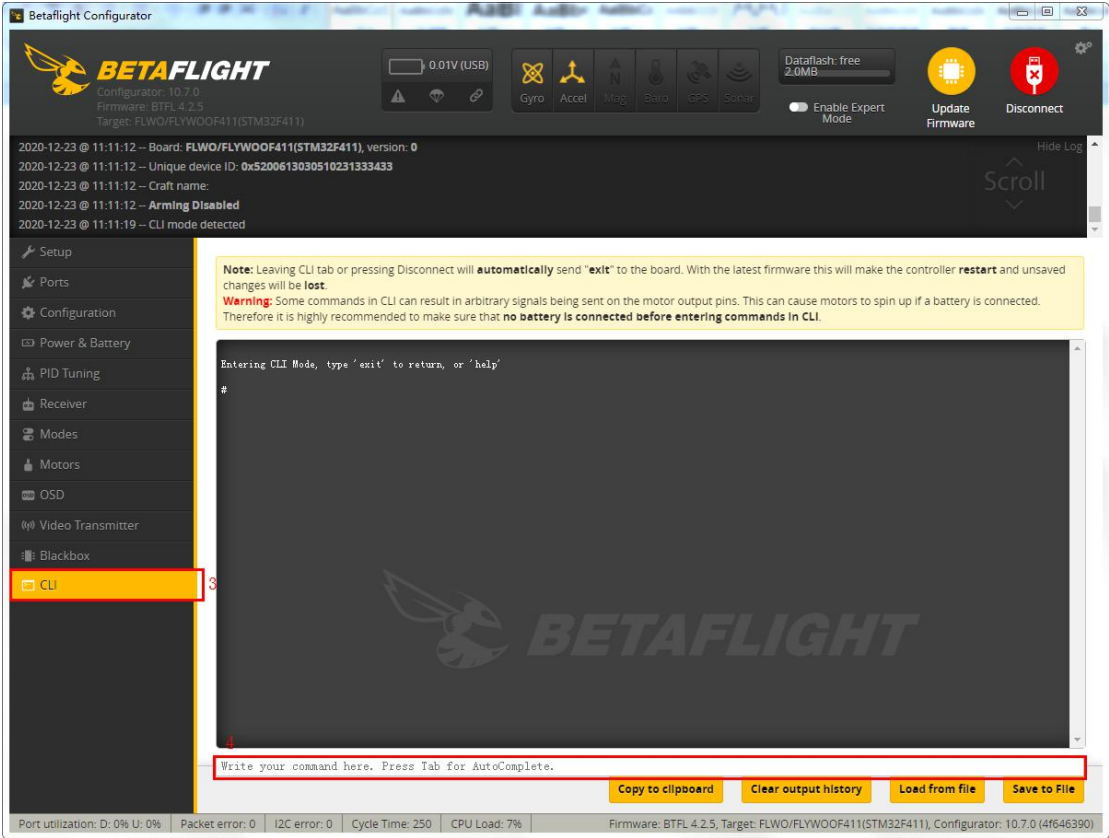 Betaflight Configurator
BETAFLIGHT
Configurator: 10.7.0
Firmware: BTFL 4.2.5
Target: FLWO/FLYWOOF411(STM32F411)
0.01V (USB)
Gyro
Accel
Mag
Baro
GPS
Sonar
Dataflash: free
2.0MB
Enable Expert
Mode
Update
Firmware
Disconnect
2020-12-23 @ 11:11:12 -- Board: FLWO/FLYWOOF411(STM32F411), version: 0
2020-12-23 @ 11:11:12 -- Unique device ID: 0x5200613030510231333433
2020-12-23 @ 11:11:12 -- Craft name:
2020-12-23 @ 11:11:12 -- Arming Disabled
2020-12-23 @ 11:11:19 -- CLI mode detected
Hide Log
Scroll
Setup
Ports
Configuration
Power & Battery
PID Tuning
Receiver
Modes
Motors
OSD
Video Transmitter
Blackbox
CLI
3
Note: Leaving CLI tab or pressing Disconnect will automatically send "exit" to the board. With the latest firmware this will make the controller restart and unsaved
changes will be lost.
Warning: Some commands in CLI can result in arbitrary signals being sent on the motor output pins. This can cause motors to spin up if a battery is connected.
Therefore it is highly recommended to make sure that no battery is connected before entering commands in CLI.
Entering CLI Mode, type 'exit' to return, or 'help'
#
BETAFLIGHT
4
Write your command here. Press Tab for AutoComplete.
Copy to clipboard
Clear output history
Load from file
Save to File
Port utilization: D: 0% U: 0%
Packet error: 0
I2C error: 0
Cycle Time: 250
CPU Load: 7%
Firmware: BTFL 4.2.5, Target: FLWO/FLYWOOF411(STM32F411), Configurator: 10.7.0 (4f646390)